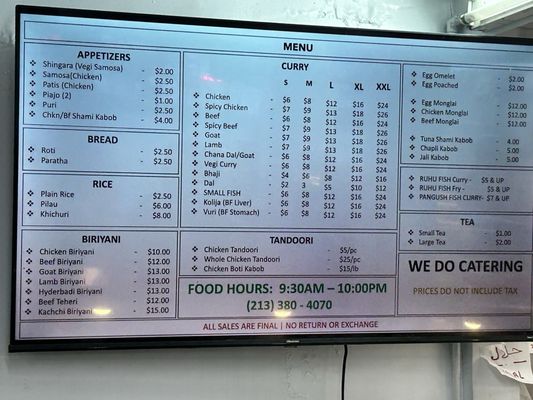 MENU
APPETIZERS
❖ Shingara (Vegi Samosa) - $2.00
❖ Samosa(Chicken) - $2.50
❖ Patis (Chicken) - $2.50
❖ Piajo (2) - $1.00
❖ Puri - $2.50
❖ Chkn/Bf Shami Kabob - $4.00
BREAD
❖ Roti - $2.50
❖ Paratha - $2.50
RICE
❖ Plain Rice - $2.50
❖ Pilau - $6.00
❖ Khichuri - $8.00
BIRIYANI
❖ Chicken Biriyani - $10.00
❖ Beef Biriyani - $12.00
❖ Goat Biriyani - $13.00
❖ Lamb Biriyani - $13.00
❖ Hyderbadi Biriyani - $13.00
❖ Beef Teheri - $12.00
❖ Kachchi Biriyani - $15.00
CURRY
S M L XL XXL
❖ Chicken - $6 $8 $12 $16 $24
❖ Spicy Chicken - $7 $9 $13 $18 $26
❖ Beef - $6 $8 $12 $16 $24
❖ Spicy Beef - $7 $9 $13 $18 $26
❖ Goat - $7 $9 $13 $18 $26
❖ Lamb - $7 $9 $13 $18 $26
❖ Chana Dal/Goat - $6 $8 $12 $16 $24
❖ Vegi Curry - $6 $8 $12 $16 $24
❖ Bhaji - $4 $6 $8 $12 $16
❖ Dal - $2 3 $5 $10 $12
❖ SMALL FISH - $6 $8 $12 $16 $24
❖ Kolija (BF Liver) - $6 $8 $12 $16 $24
❖ Vuri (BF Stomach) - $6 $8 $12 $16 $24
TANDOORI
❖ Chicken Tandoori - $5/pc
❖ Whole Chicken Tandoori - $25/pc
❖ Chicken Boti Kabob - $15/lb
FOOD HOURS: 9:30AM – 10:00PM
(213) 380 - 4070
❖ Egg Omelet - $2.00
❖ Egg Poached - $2.00
❖ Egg Monglai - $12.00
❖ Chicken Monglai - $12.00
❖ Beef Monglai - $12.00
❖ Tuna Shami Kabob - 4.00
❖ Chapli Kabob - 5.00
❖ Jali Kabob - 5.00
❖ RUHU FISH Curry- - $5 & UP
❖ RUHU FISH Fry - - $5 & UP
❖ PANGUSH FISH CURRY- $7 & UP
TEA
❖ Small Tea - $1.00
❖ Large Tea - $2.00
WE DO CATERING
PRICES DO NOT INCLUDE TAX
ALL SALES ARE FINAL | NO RETURN OR EXCHANGE
Hisense
حلال